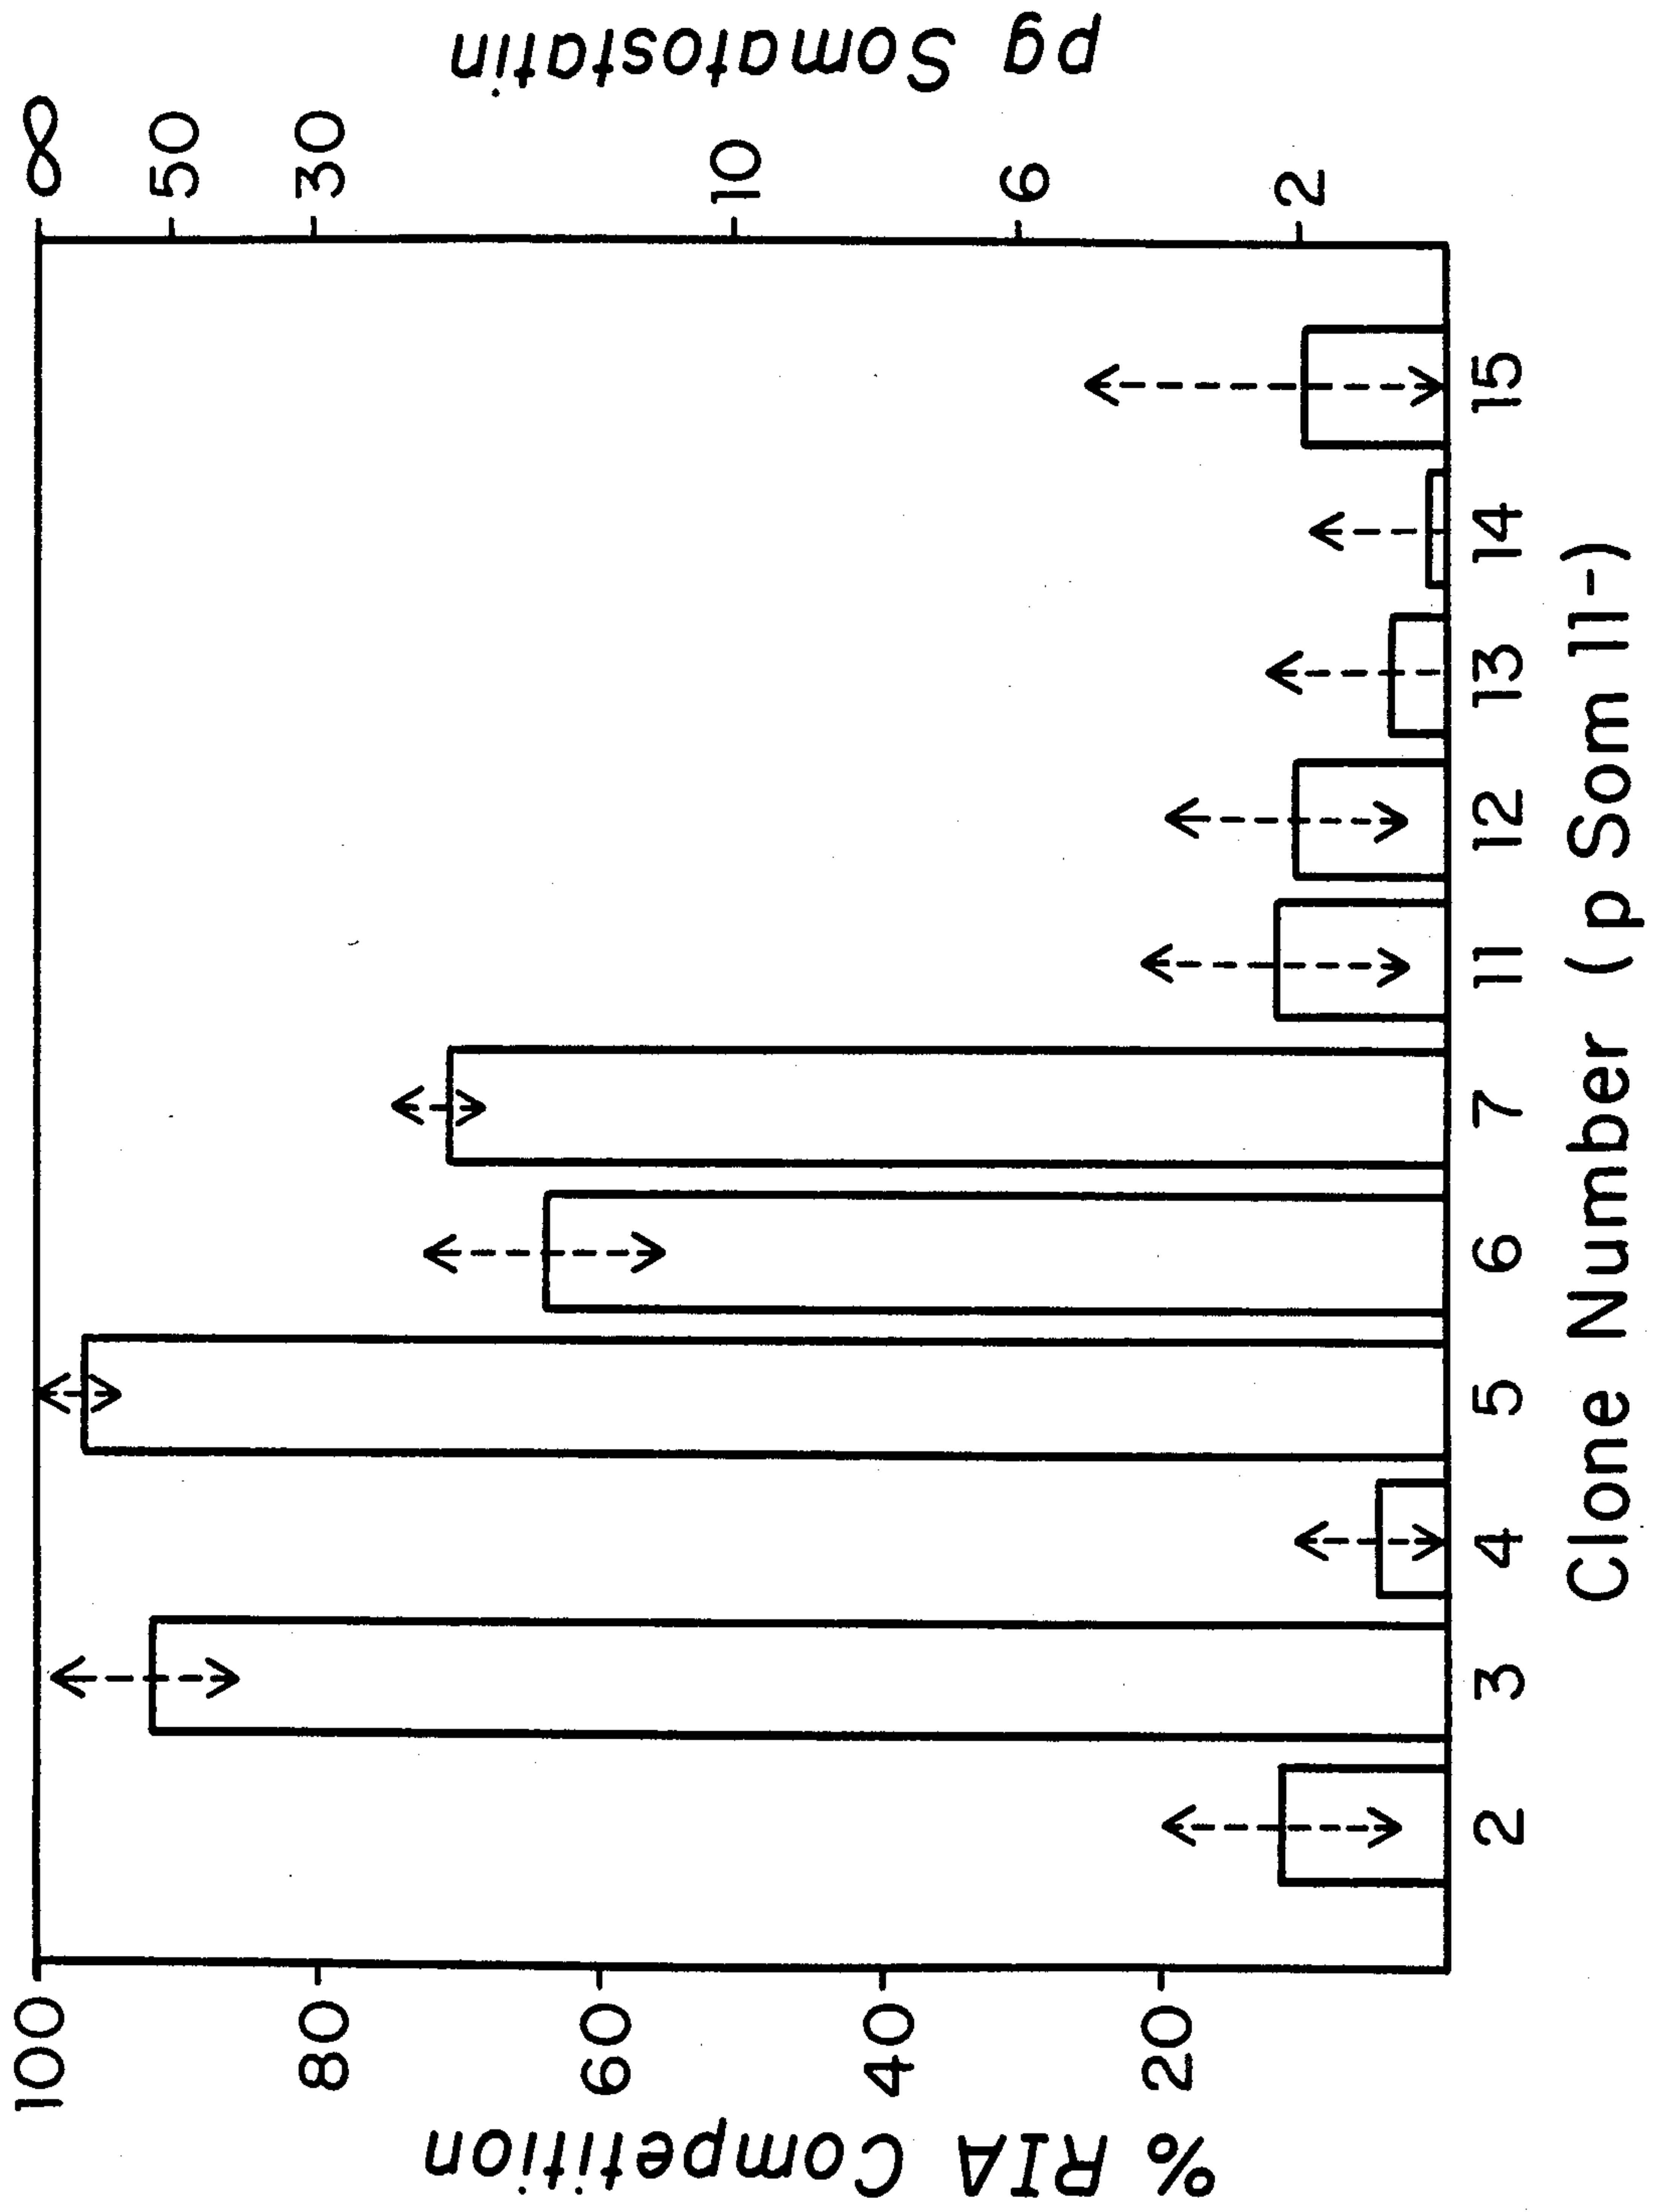 % RIA Competition
100
80
60
40
20
pg Somatostatin
∞
50
30
10
6
2
2 3 4 5 6 7 11 12 13 14 15
Clone Number (p Som 11-)